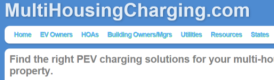 MultiHousingCharging.com
Home EV Owners HOAs Building Owners/Mgrs Utilities Resources States
Find the right PEV charging solutions for your multi-ho
property.